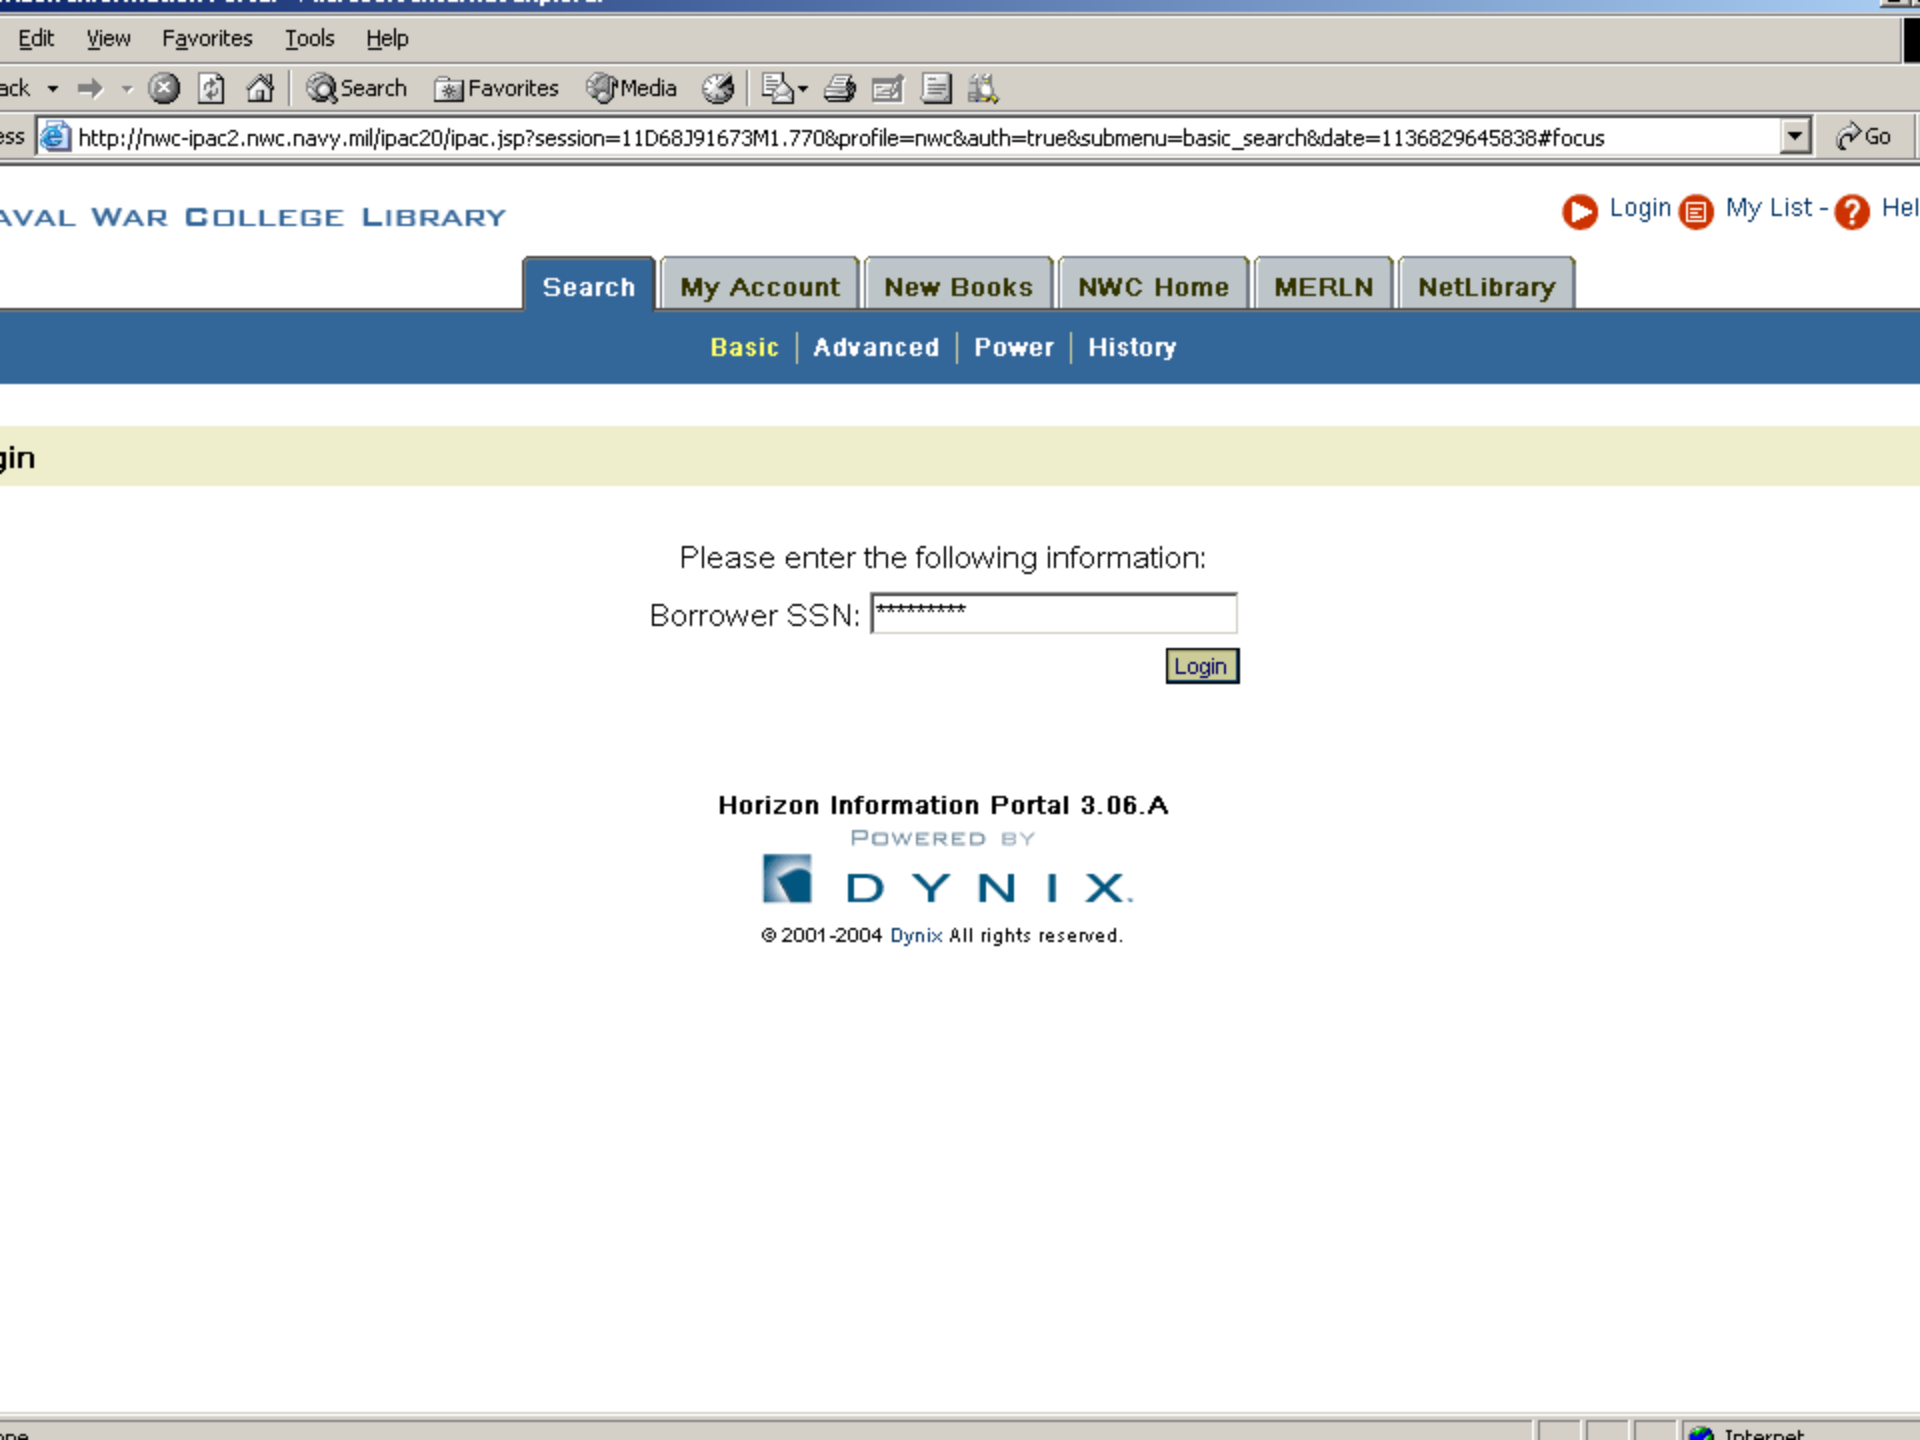 Edit View Favorites Tools Help
ack Search Favorites Media
ess http://nwc-ipac2.nwc.navy.mil/ipac20/ipac.jsp?session=11D68J91673M1.770&profile=nwc&auth=true&submenu=basic_search&date=1136829645838#focus Go
AVAL WAR COLLEGE LIBRARY
Login My List - Hel
Search My Account New Books NWC Home MERLN NetLibrary
Basic Advanced Power History
gin
Please enter the following information:
Borrower SSN: *********
Login
Horizon Information Portal 3.06.A
POWERED BY
DYNIX.
© 2001-2004 Dynix All rights reserved.
Internet